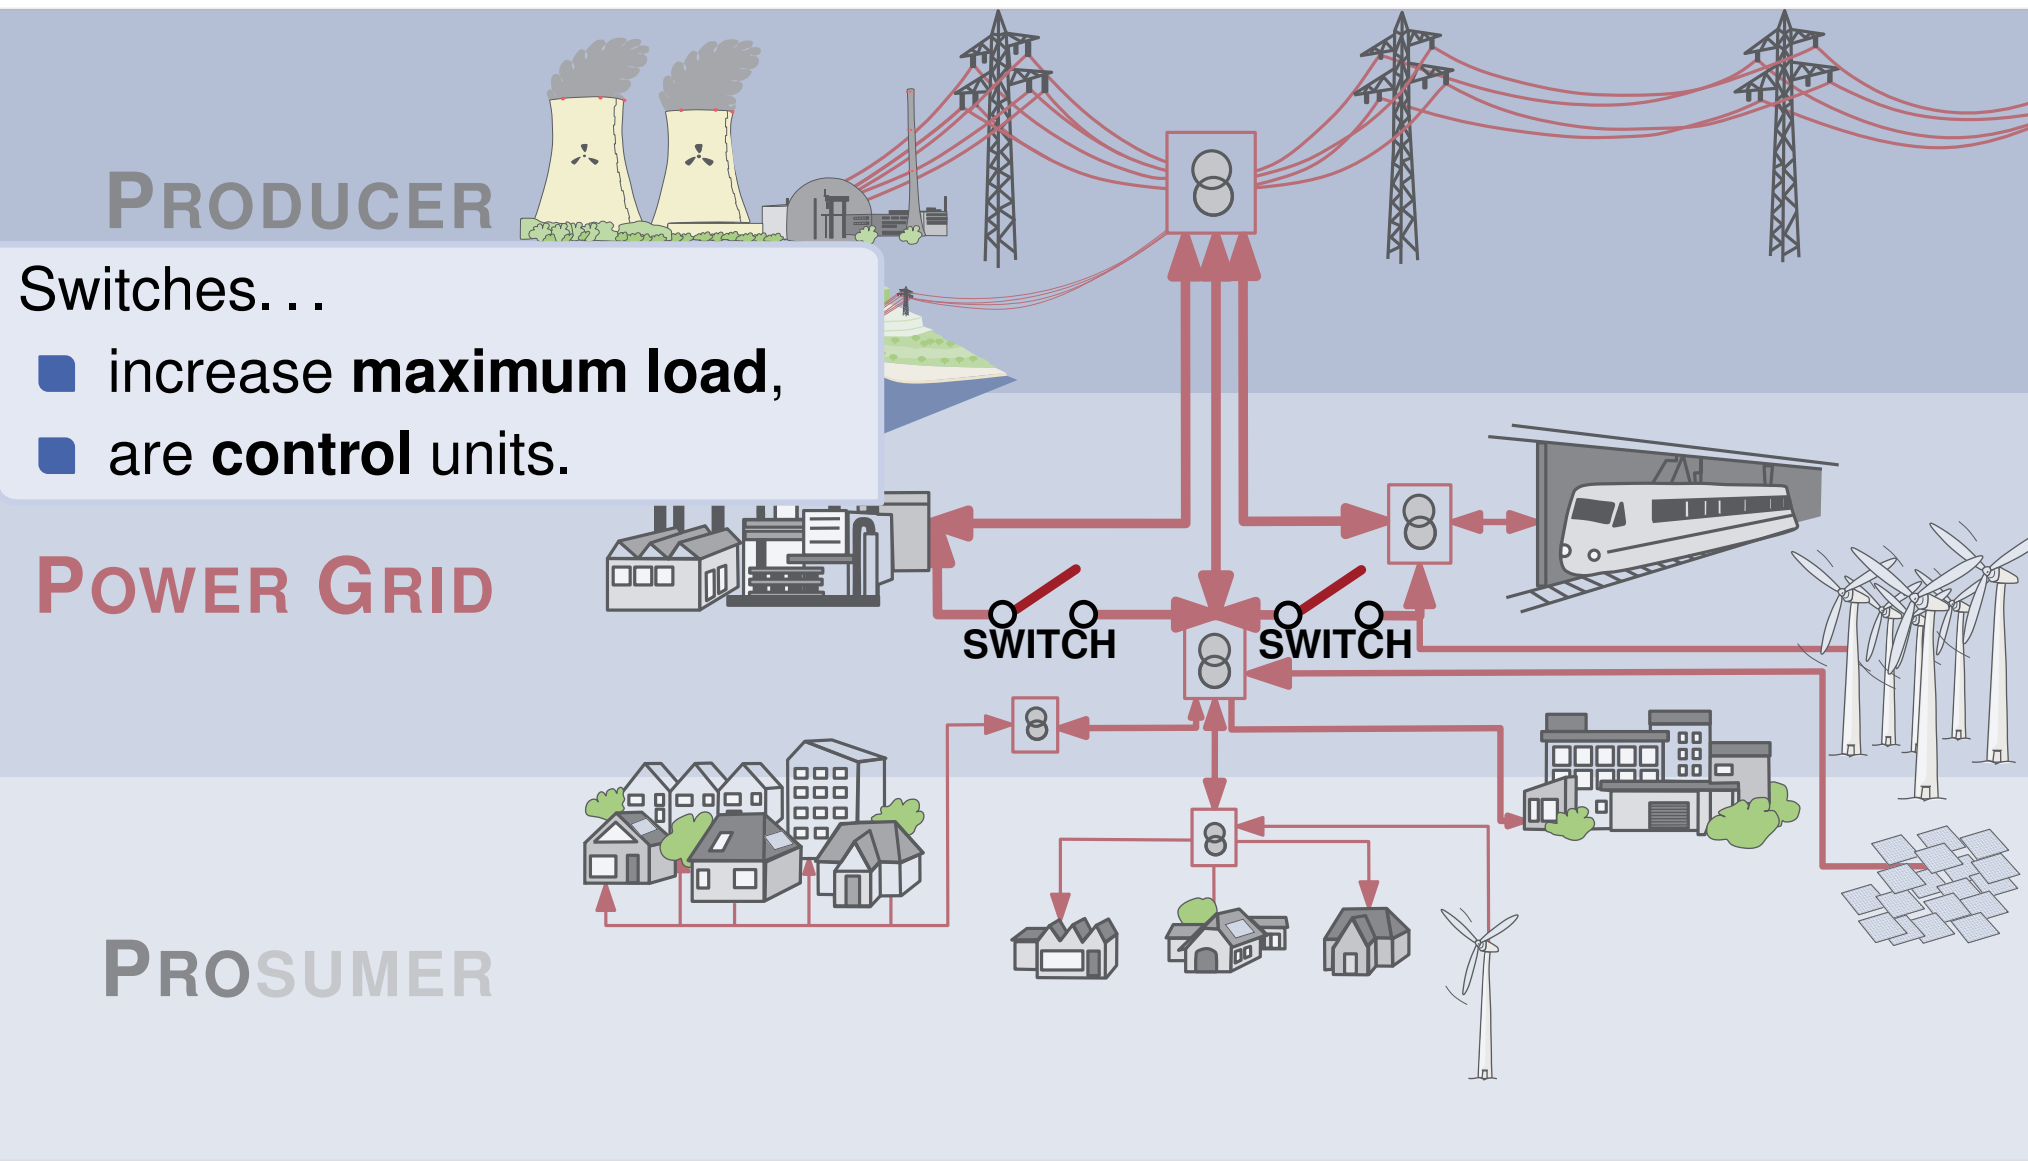 PRODUCER
Switches...
increase maximum load,
are control units.
POWER GRID
SWITCH SWITCH
PROSUMER